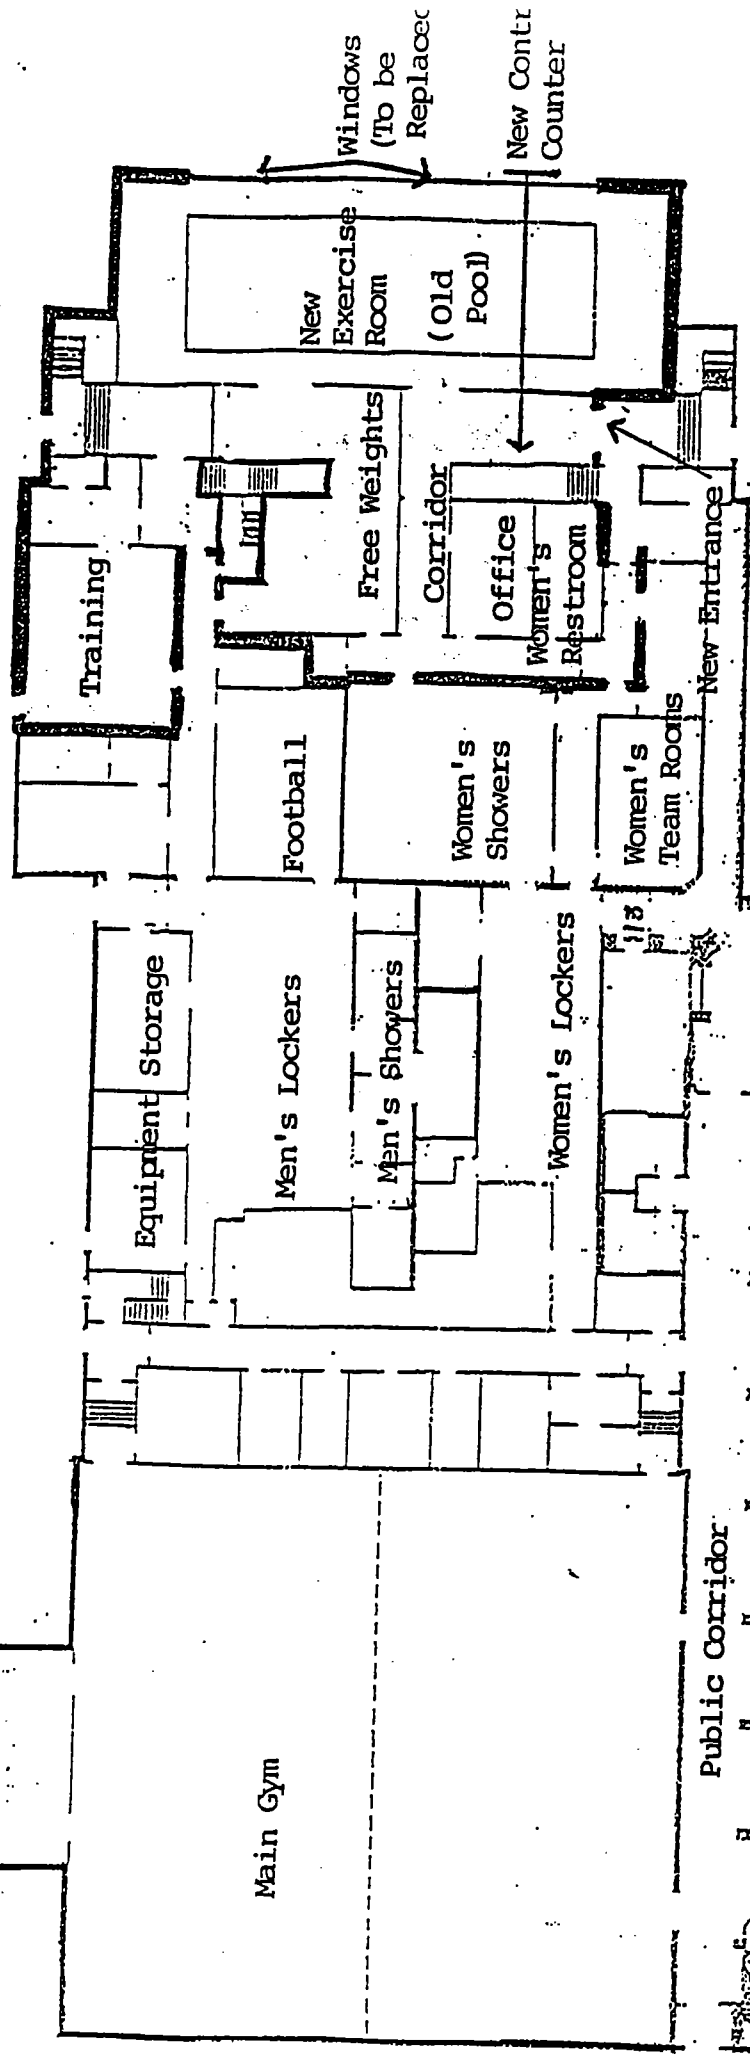 Windows
(To be
Replaced
New Contr
Counter
New
Exercise
Room
(Old
Pool)
Free Weights
Corridor
Office
Women's
Restroom
New Entrance
Training
Football
Women's
Showers
Women's
Team Rooms
113
Equipment Storage
Men's Lockers
Men's Showers
Women's Lockers
Main Gym
Public Corridor